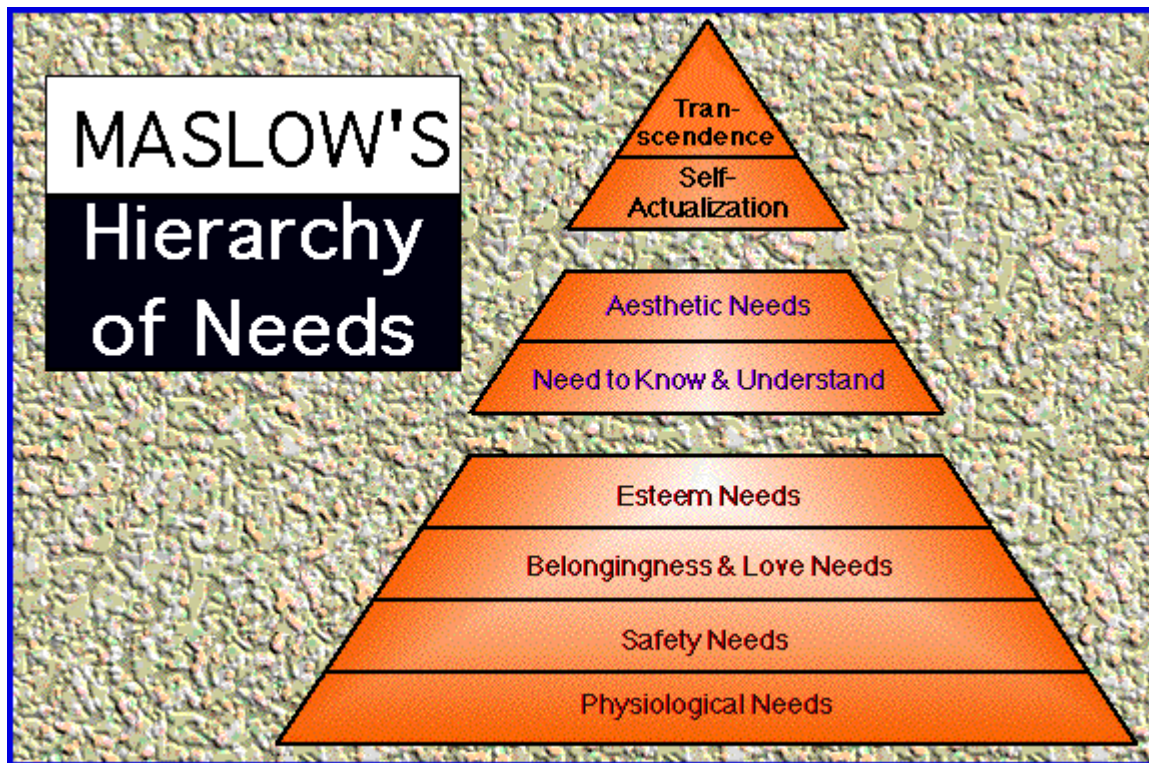 MASLOW'S
Hierarchy
of Needs
Tran-
scendence
Self-
Actualization
Aesthetic Needs
Need to Know & Understand
Esteem Needs
Belongingness & Love Needs
Safety Needs
Physiological Needs